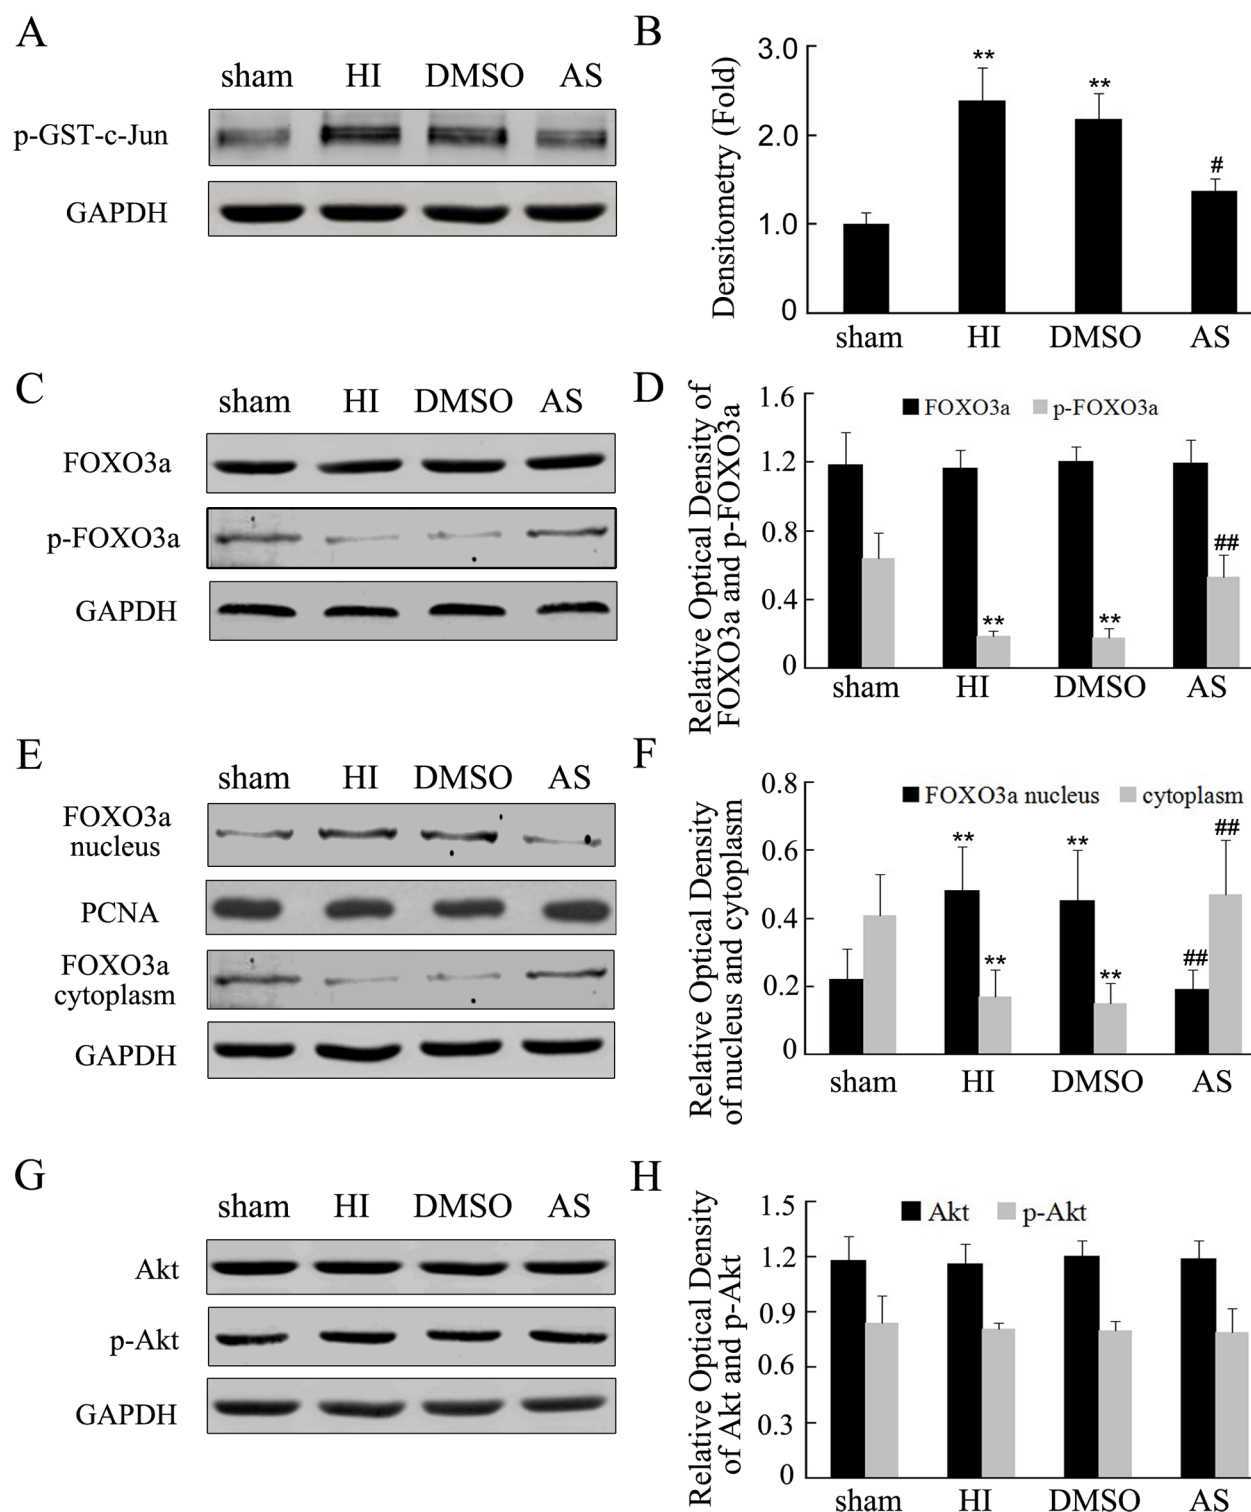 A
sham HI DMSO AS
p-GST-c-Jun
GAPDH
B
Densitometry (Fold)
3.0
2.0
1.0
0
** ** #
sham HI DMSO AS
C
sham HI DMSO AS
FOXO3a
p-FOXO3a
GAPDH
D
Relative Optical Density of
FOXO3a and p-FOXO3a
FOXO3a p-FOXO3a
1.6
1.2
0.8
0.4
0
** ** ##
sham HI DMSO AS
E
sham HI DMSO AS
FOXO3a
nucleus
PCNA
FOXO3a
cytoplasm
GAPDH
F
Relative Optical Density
of nucleus and cytoplasm
FOXO3a nucleus cytoplasm
0.8
0.6
0.4
0.2
0
** ** ##
** ** ##
sham HI DMSO AS
G
sham HI DMSO AS
Akt
p-Akt
GAPDH
H
Relative Optical Density
of Akt and p-Akt
Akt p-Akt
1.5
1.2
0.9
0.6
0.3
0
sham HI DMSO AS